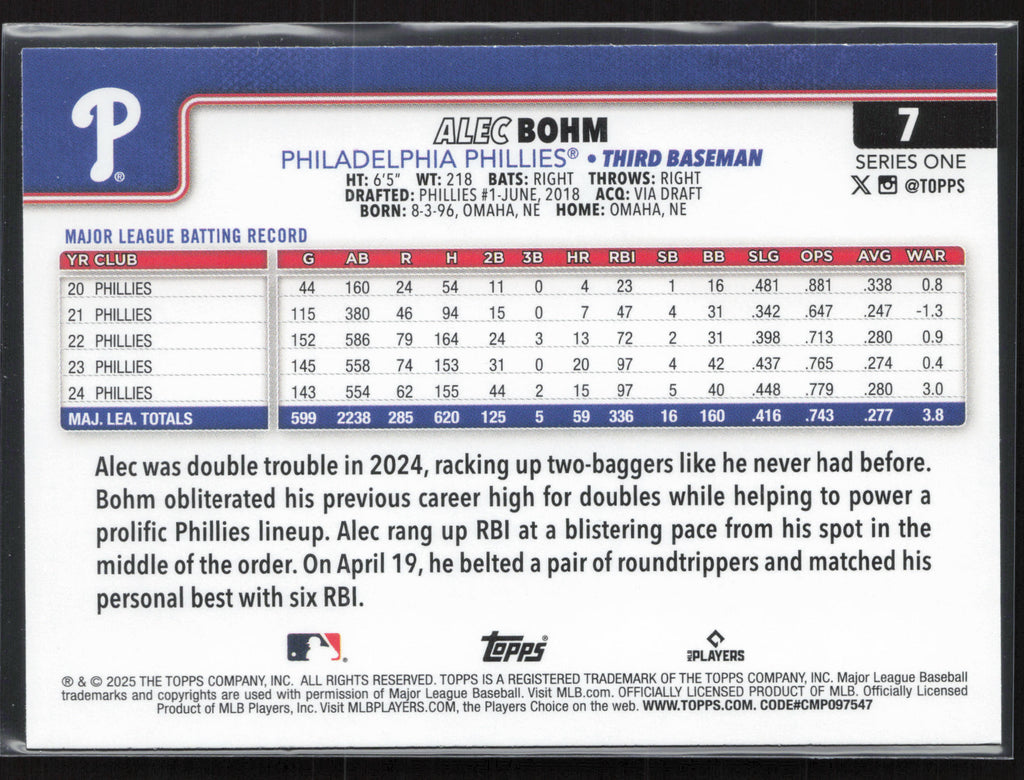 P®
7
ALEC BOHM
SERIES ONE
PHILADELPHIA PHILLIES® • THIRD BASEMAN
X @TOPPS
HT: 6'5" WT: 218 BATS: RIGHT THROWS: RIGHT
DRAFTED: PHILLIES #1-JUNE, 2018 ACQ: VIA DRAFT
BORN: 8-3-96, OMAHA, NE HOME: OMAHA, NE
MAJOR LEAGUE BATTING RECORD
YR CLUB G AB R H 2B 3B HR RBI SB BB SLG OPS AVG WAR
20 PHILLIES 44 160 24 54 11 0 4 23 1 16 .481 .881 .338 0.8
21 PHILLIES 115 380 46 94 15 0 7 47 4 31 .342 .647 .247 -1.3
22 PHILLIES 152 586 79 164 24 3 13 72 2 31 .398 .713 .280 0.9
23 PHILLIES 145 558 74 153 31 0 20 97 4 42 .437 .765 .274 0.4
24 PHILLIES 143 554 62 155 44 2 15 97 5 40 .448 .779 .280 3.0
MAJ. LEA. TOTALS 599 2238 285 620 125 5 59 336 16 160 .416 .743 .277 3.8
Alec was double trouble in 2024, racking up two-baggers like he never had before.
Bohm obliterated his previous career high for doubles while helping to power a
prolific Phillies lineup. Alec rang up RBI at a blistering pace from his spot in the
middle of the order. On April 19, he belted a pair of roundtrippers and matched his
personal best with six RBI.
topps® MLB PLAYERS
® & © 2025 THE TOPPS COMPANY, INC. ALL RIGHTS RESERVED. TOPPS IS A REGISTERED TRADEMARK OF THE TOPPS COMPANY, INC. Major League Baseball
trademarks and copyrights are used with permission of Major League Baseball. Visit MLB.com. OFFICIALLY LICENSED PRODUCT OF MLB. Officially Licensed
Product of MLB Players, Inc. Visit MLBPLAYERS.COM, the Players Choice on the web. WWW.TOPPS.COM. CODE#CMP097547